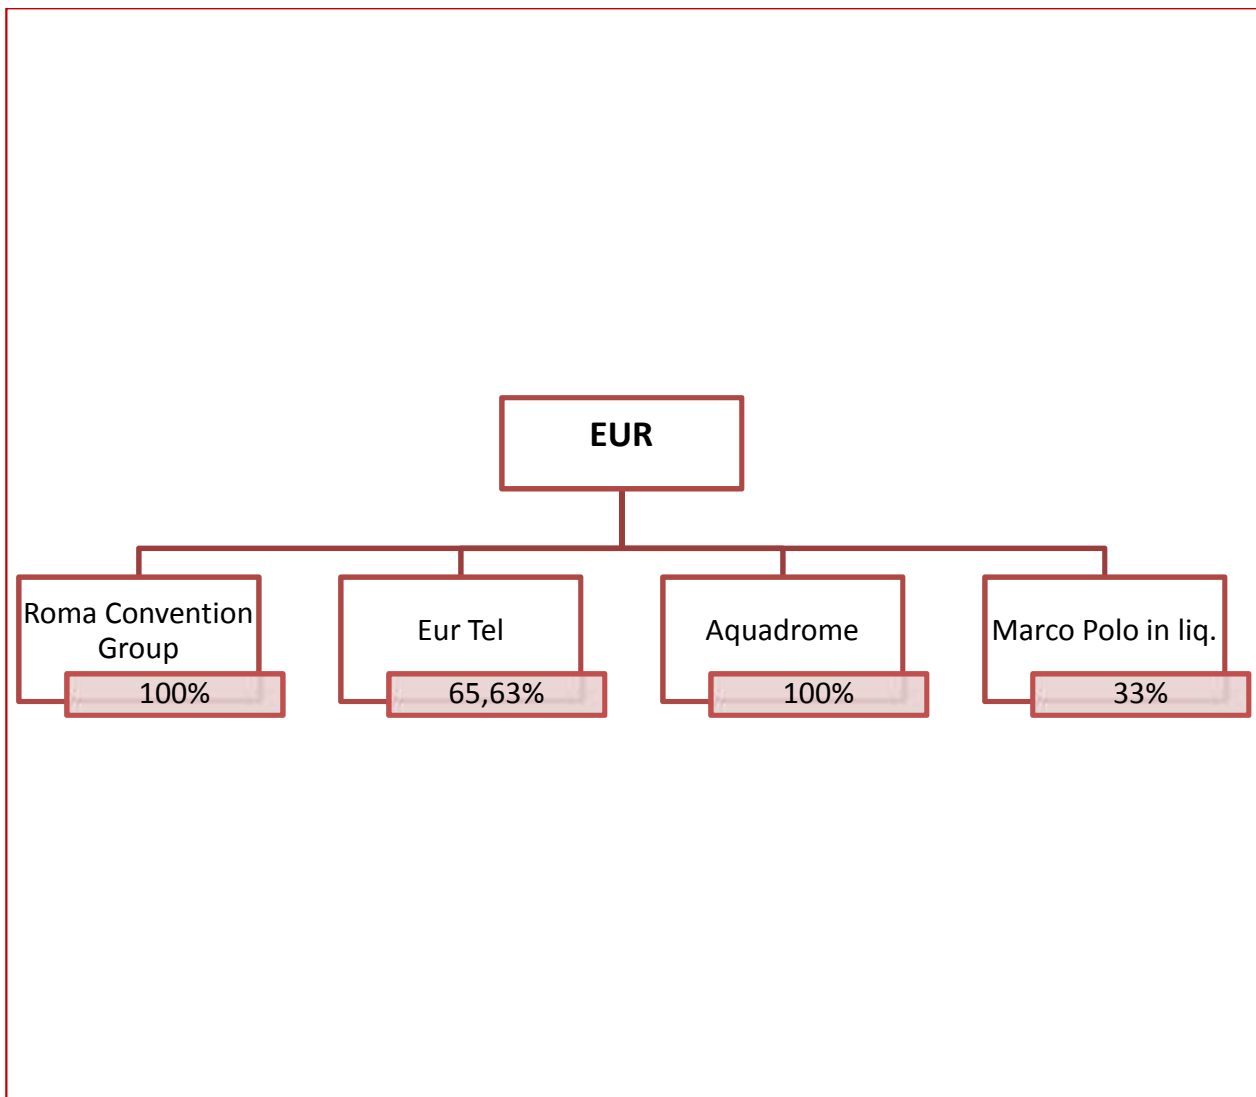 EUR
Roma Convention
Group
100%
Eur Tel
65,63%
Aquadrome
100%
Marco Polo in liq.
33%